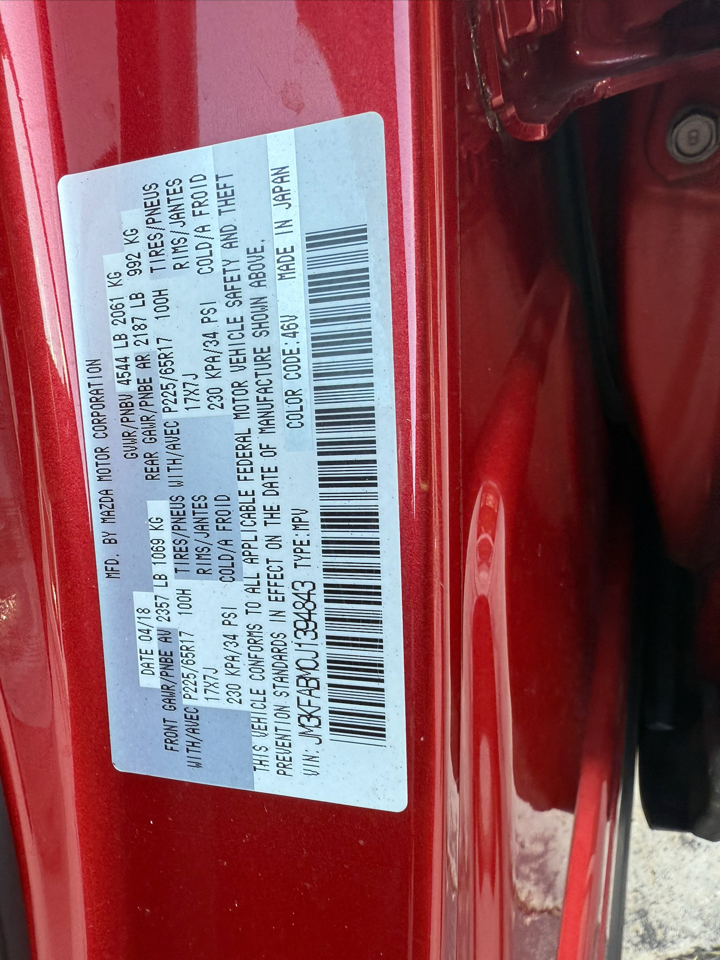 MFD. BY MAZDA MOTOR CORPORATION
DATE 04/18 GVWR/PNBV 4544 LB 2061 KG
FRONT GAWR/PNBE AV 2357 LB 1069 KG REAR GAWR/PNBE AR 2187 LB 992 KG
WITH/AVEC P225/65R17 100H TIRES/PNEUS WITH/AVEC P225/65R17 100H TIRES/PNEUS
17X7J RIMS/JANTES 17X7J RIMS/JANTES
230 KPA/34 PSI COLD/A FROID 230 KPA/34 PSI COLD/A FROID
THIS VEHICLE CONFORMS TO ALL APPLICABLE FEDERAL MOTOR VEHICLE SAFETY AND THEFT
PREVENTION STANDARDS IN EFFECT ON THE DATE OF MANUFACTURE SHOWN ABOVE.
VIN: JM3KFABM0J1394843 TYPE:MPV COLOR CODE:46V MADE IN JAPAN
8